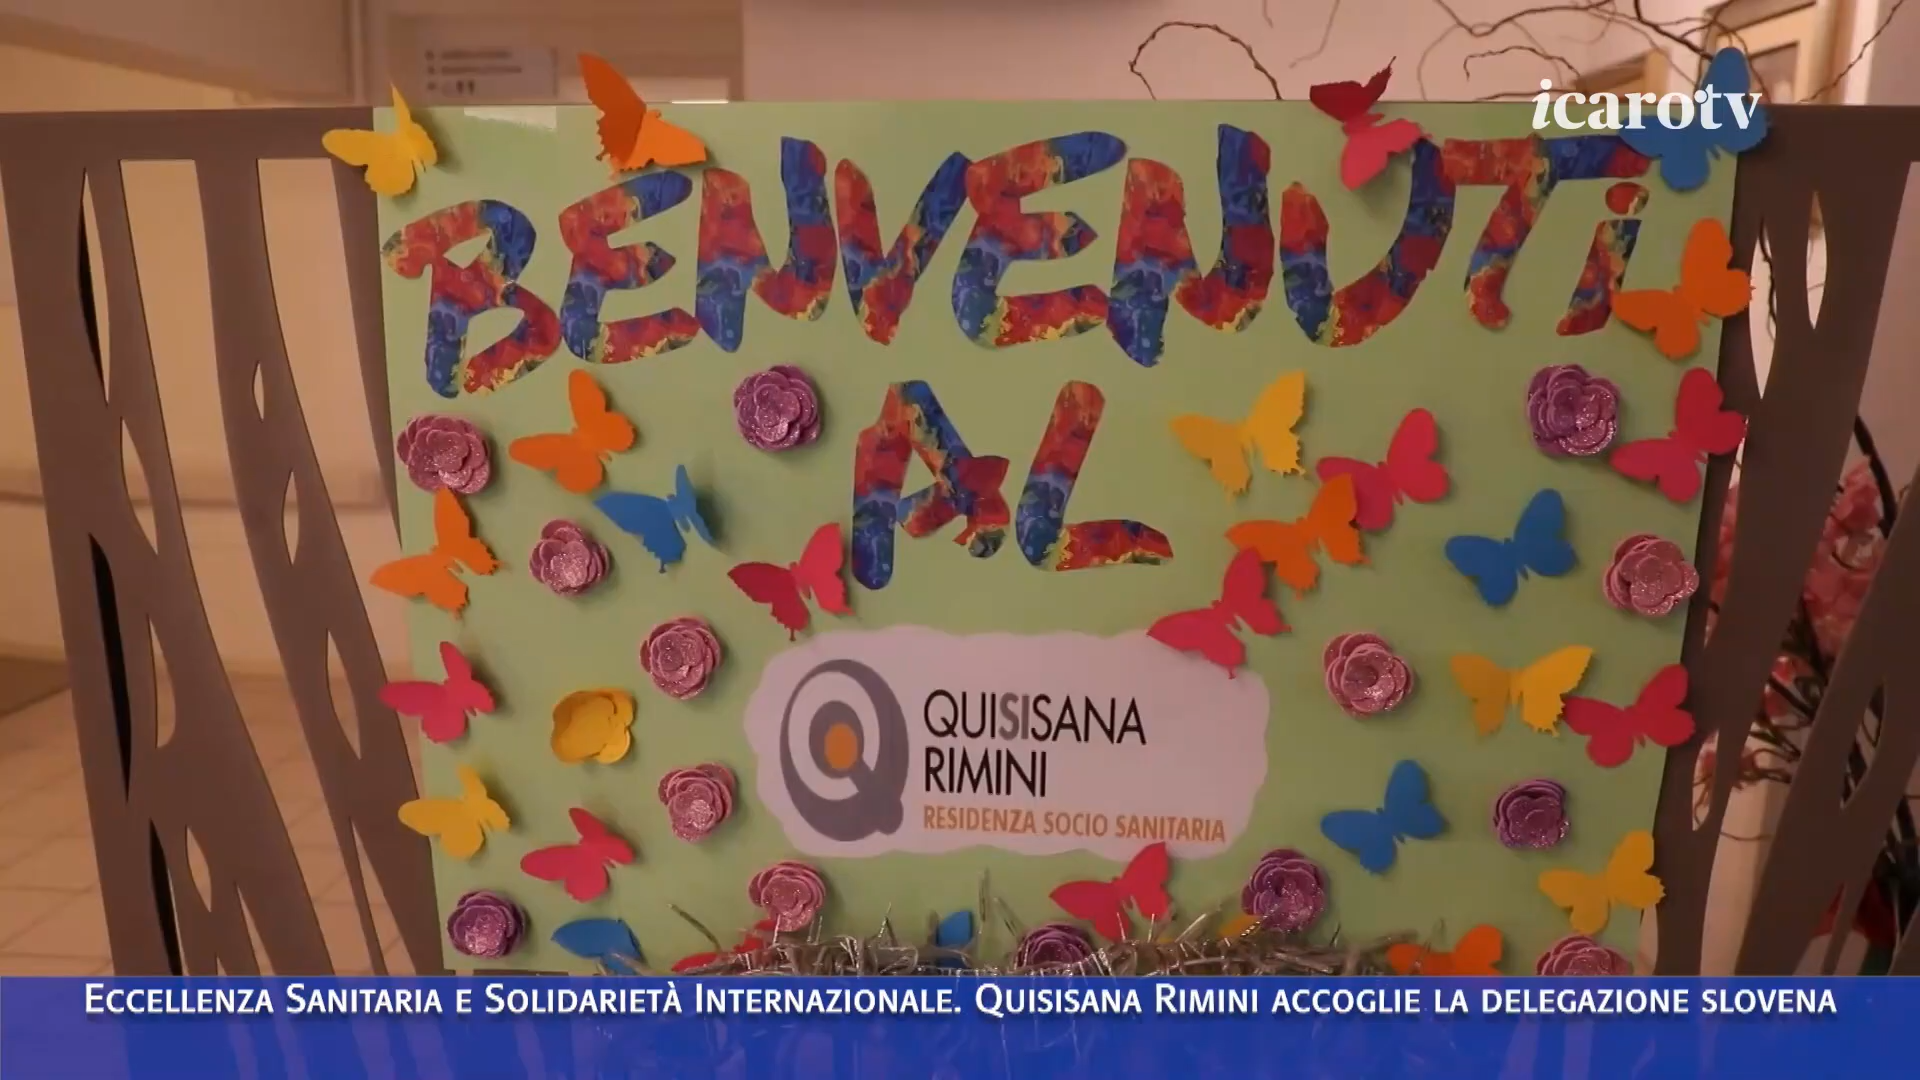 icarotv
BENVENUTi
AL
QUISISANA
RIMINI
RESIDENZA SOCIO SANITARIA
Eccellenza Sanitaria e Solidarietà Internazionale. Quisisana Rimini accoglie la delegazione slovena